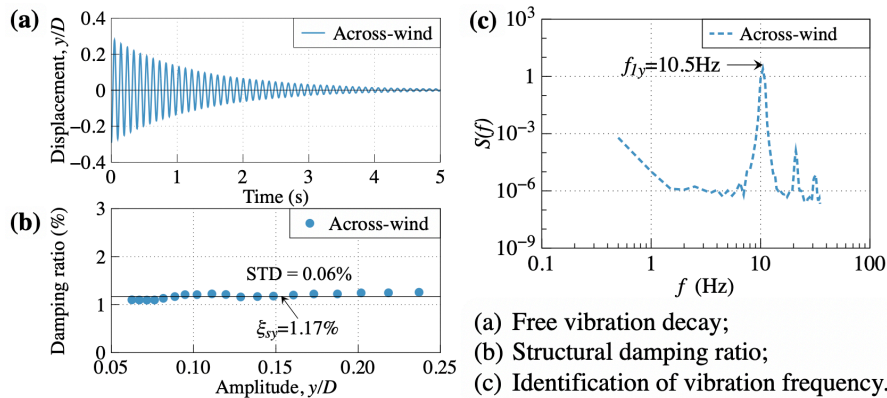 (a)
0.4
0.2
0
−0.2
−0.4
Displacement, y/D
Across-wind
0 1 2 3 4 5
Time (s)
(b)
3
2
1
0
Damping ratio (%)
Across-wind
STD = 0.06%
ξsy=1.17%
0.05 0.10 0.15 0.20 0.25
Amplitude, y/D
(c)
10³
1
10⁻³
10⁻⁶
10⁻⁹
S(f)
Across-wind
f1y=10.5Hz
0.1 1 10 100
f (Hz)
(a) Free vibration decay;
(b) Structural damping ratio;
(c) Identification of vibration frequency.